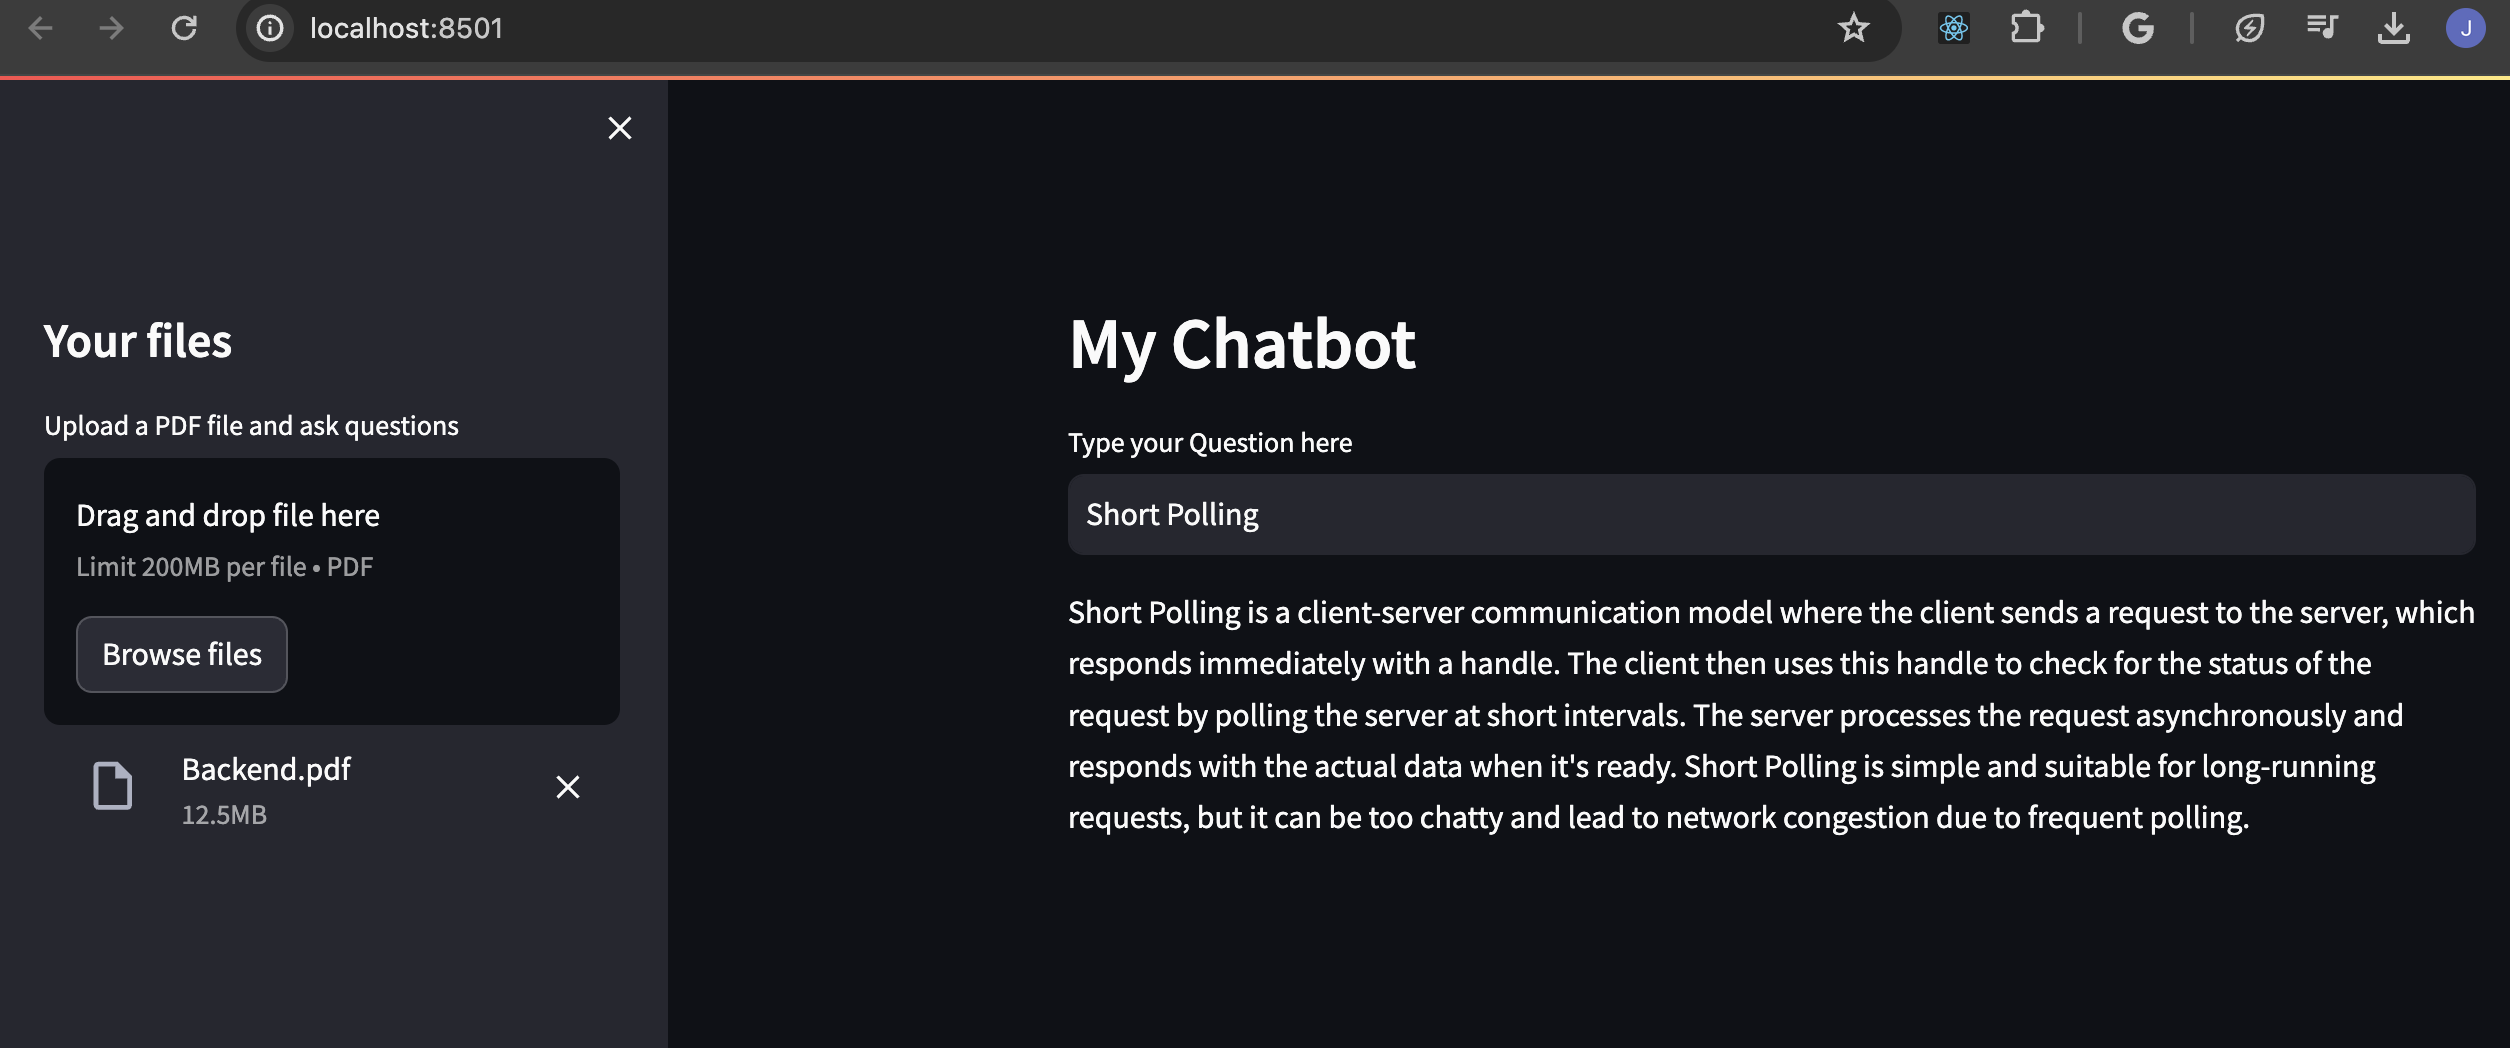 localhost:8501
J
Your files
Upload a PDF file and ask questions
Drag and drop file here
Limit 200MB per file • PDF
Browse files
Backend.pdf
12.5MB
My Chatbot
Type your Question here
Short Polling
Short Polling is a client-server communication model where the client sends a request to the server, which
responds immediately with a handle. The client then uses this handle to check for the status of the
request by polling the server at short intervals. The server processes the request asynchronously and
responds with the actual data when it's ready. Short Polling is simple and suitable for long-running
requests, but it can be too chatty and lead to network congestion due to frequent polling.